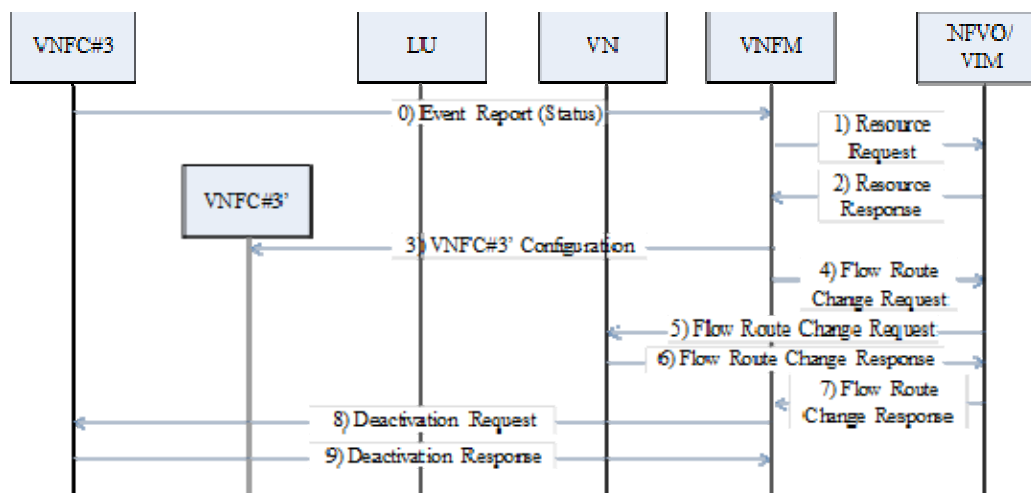 VNFC#3
LU
VN
VNFM
NFVO/
VIM
0) Event Report (Status)
1) Resource
Request
2) Resource
Response
VNFC#3'
3) VNFC#3' Configuration
4) Flow Route
Change Request
5) Flow Route Change Request
6) Flow Route Change Response
7) Flow Route
Change Response
8) Deactivation Request
9) Deactivation Response